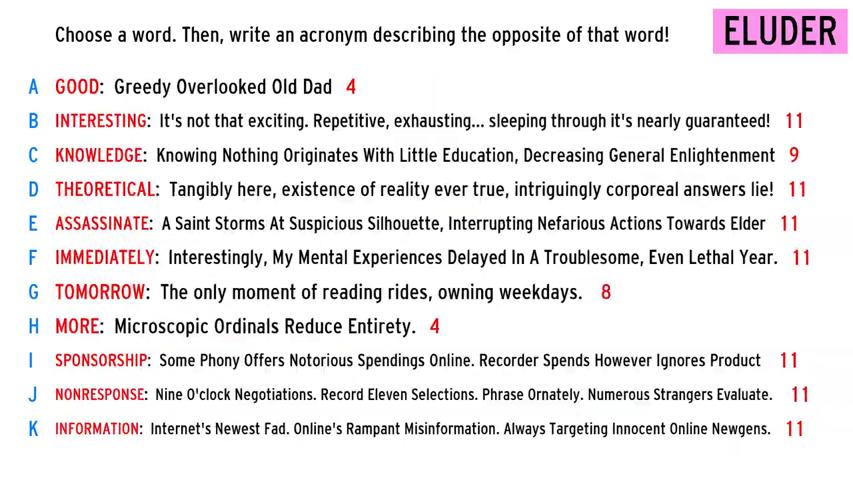 Choose a word. Then, write an acronym describing the opposite of that word!
ELUDER
A GOOD: Greedy Overlooked Old Dad 4
B INTERESTING: It's not that exciting. Repetitive, exhausting... sleeping through it's nearly guaranteed! 11
C KNOWLEDGE: Knowing Nothing Originates With Little Education, Decreasing General Enlightenment 9
D THEORETICAL: Tangibly here, existence of reality ever true, intriguingly corporeal answers lie! 11
E ASSASSINATE: A Saint Storms At Suspicious Silhouette, Interrupting Nefarious Actions Towards Elder 11
F IMMEDIATELY: Interestingly, My Mental Experiences Delayed In A Troublesome, Even Lethal Year. 11
G TOMORROW: The only moment of reading rides, owning weekdays. 8
H MORE: Microscopic Ordinals Reduce Entirety. 4
I SPONSORSHIP: Some Phony Offers Notorious Spendings Online. Recorder Spends However Ignores Product 11
J NONRESPONSE: Nine O'clock Negotiations. Record Eleven Selections. Phrase Ornately. Numerous Strangers Evaluate. 11
K INFORMATION: Internet's Newest Fad. Online's Rampant Misinformation. Always Targeting Innocent Online Newgens. 11